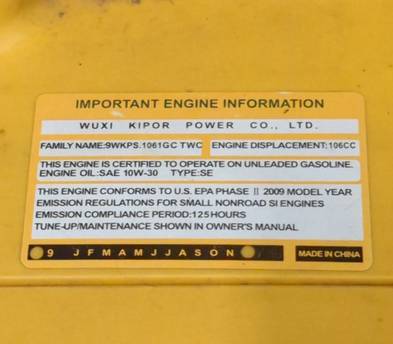 IMPORTANT ENGINE INFORMATION
WUXI KIPOR POWER CO., LTD.
FAMILY NAME:9WKPS.1061GC TWC ENGINE DISPLACEMENT:106CC
THIS ENGINE IS CERTIFIED TO OPERATE ON UNLEADED GASOLINE.
ENGINE OIL:SAE 10W-30 TYPE:SE
THIS ENGINE CONFORMS TO U.S. EPA PHASE II 2009 MODEL YEAR
EMISSION REGULATIONS FOR SMALL NONROAD SI ENGINES
EMISSION COMPLIANCE PERIOD:125HOURS
TUNE-UP/MAINTENANCE SHOWN IN OWNER'S MANUAL
9 J F M A M J J A S O N MADE IN CHINA